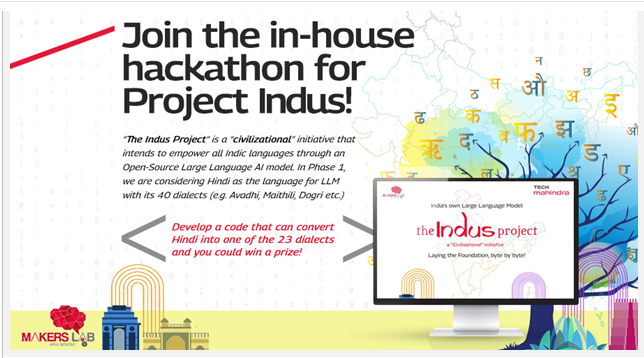 Join the in-house
hackathon for
Project Indus!
"The Indus Project" is a "civilizational" initiative that
intends to empower all Indic languages through an
Open-Source Large Language AI model. In Phase 1,
we are considering Hindi as the language for LLM
with its 40 dialects (e.g. Avadhi, Maithili, Dogri etc.)
Develop a code that can convert
Hindi into one of the 23 dialects
and you could win a prize!
न
छ
स
औ
ठ
अ
इ
ढ
क
ब
फ
झ
ओ
ऋ
द
ड
ए
TECH
mahindra
India's own Large Language Model
the Indus project
a "Civilizational" initiative
Laying the Foundation, byte by byte!
MAKERS LAB